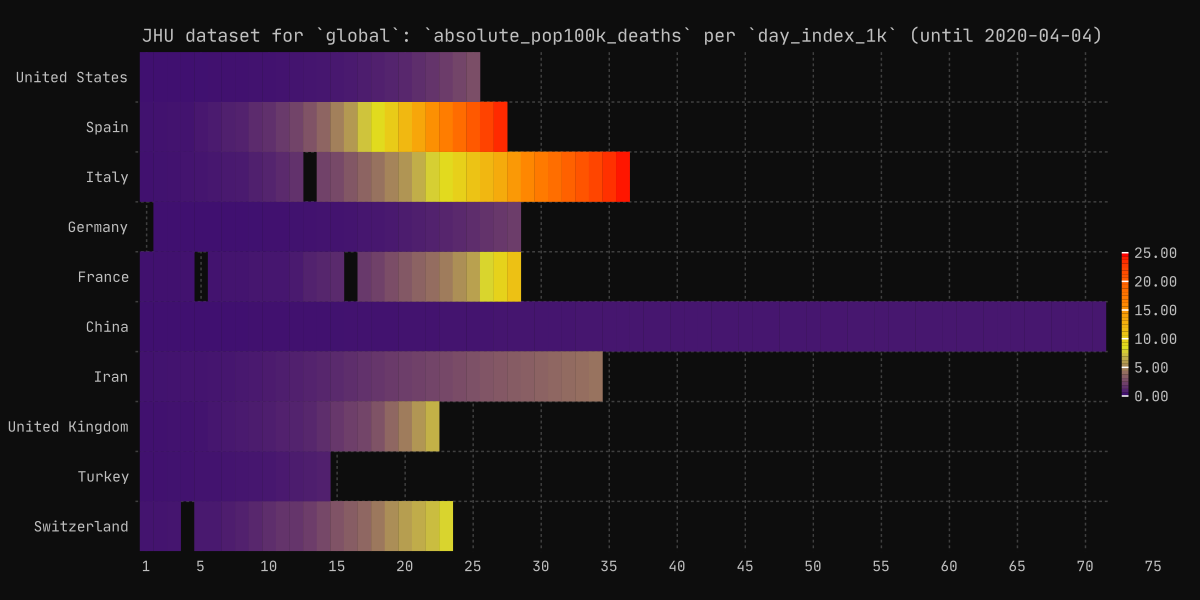 JHU dataset for `global`: `absolute_pop100k_deaths` per `day_index_1k` (until 2020-04-04)
United States
Spain
Italy
Germany
France
China
Iran
United Kingdom
Turkey
Switzerland
25.00
20.00
15.00
10.00
5.00
0.00
1 5 10 15 20 25 30 35 40 45 50 55 60 65 70 75